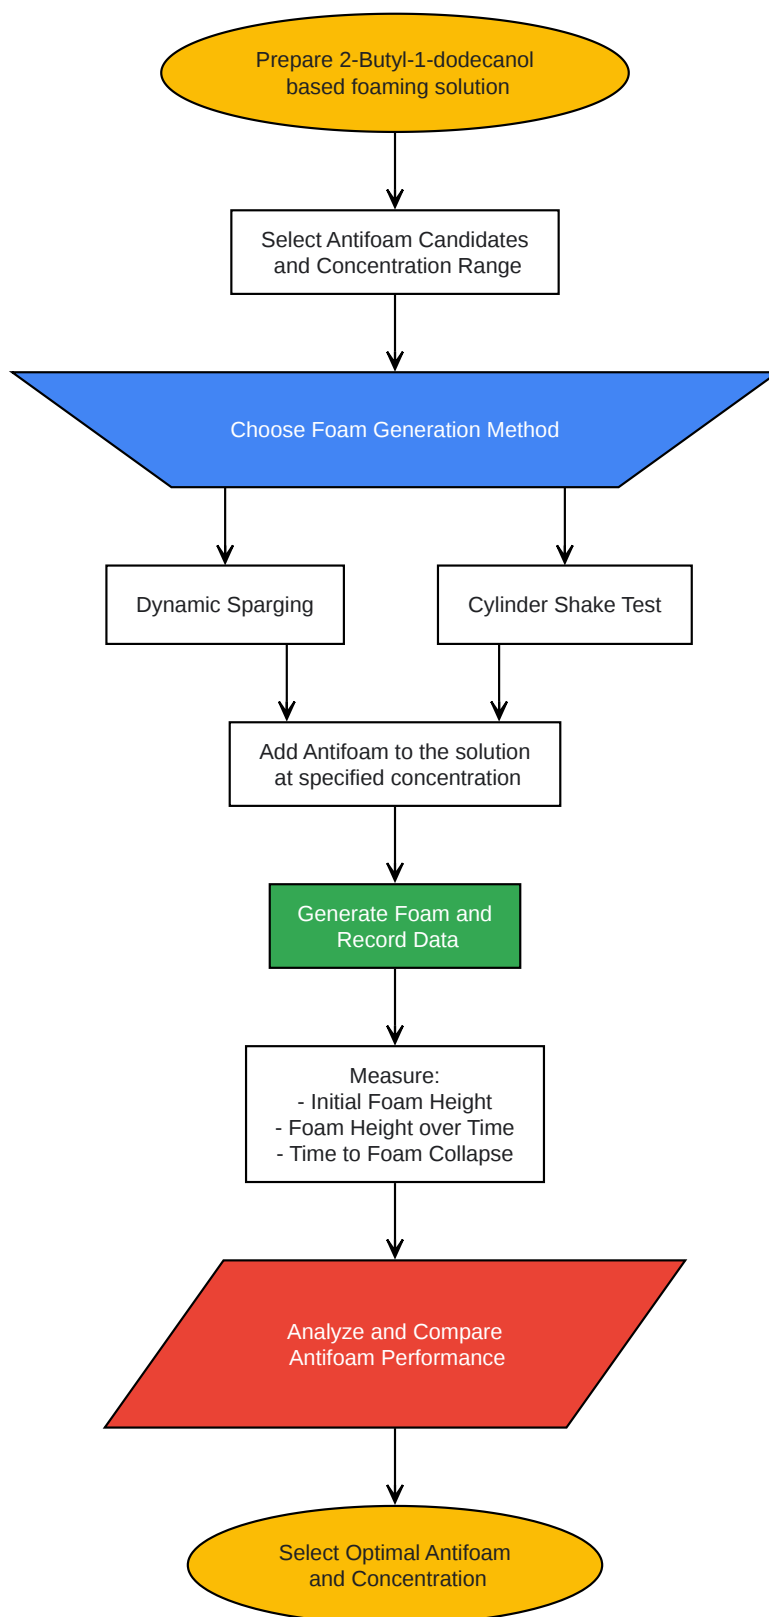 Prepare 2-Butyl-1-dodecanol
based foaming solution
Select Antifoam Candidates
and Concentration Range
Choose Foam Generation Method
Dynamic Sparging
Cylinder Shake Test
Add Antifoam to the solution
at specified concentration
Generate Foam and
Record Data
Measure:
- Initial Foam Height
- Foam Height over Time
- Time to Foam Collapse
Analyze and Compare
Antifoam Performance
Select Optimal Antifoam
and Concentration